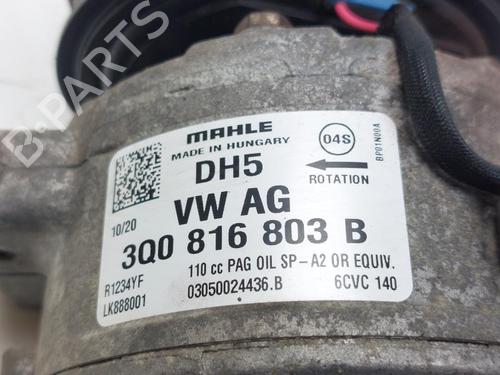 B-PARTS
MAHLE
MADE IN HUNGARY
04S
BP01N00A
DH5
ROTATION
VW AG
10/20
3Q0 816 803 B
R1234YF
110 cc PAG OIL SP-A2 OR EQUIV.
LK888001
03050024436.B
6CVC 140